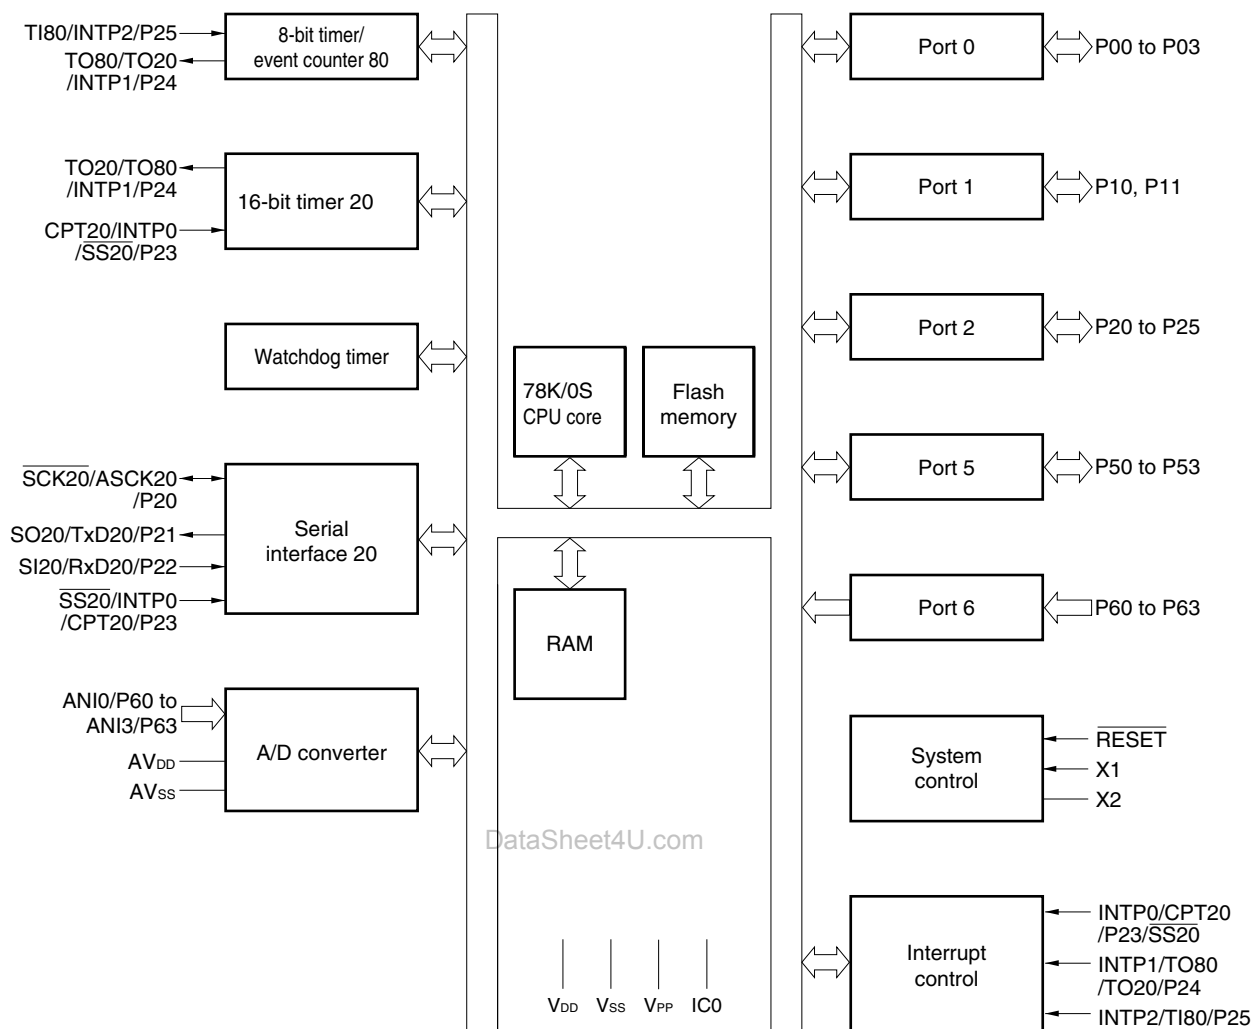 TI80/INTP2/P25
TO80/TO20
/INTP1/P24
8-bit timer/
event counter 80
TO20/TO80
/INTP1/P24
CPT20/INTP0
/SS20/P23
16-bit timer 20
Watchdog timer
SCK20/ASCK20
/P20
SO20/TxD20/P21
SI20/RxD20/P22
SS20/INTP0
/CPT20/P23
Serial
interface 20
ANI0/P60 to
ANI3/P63
AVDD
AVSS
A/D converter
78K/0S
CPU core
Flash
memory
RAM
DataSheet4U.com
VDD
VSS
VPP
IC0
Port 0
P00 to P03
Port 1
P10, P11
Port 2
P20 to P25
Port 5
P50 to P53
Port 6
P60 to P63
System
control
RESET
X1
X2
Interrupt
control
INTP0/CPT20
/P23/SS20
INTP1/TO80
/TO20/P24
INTP2/TI80/P25